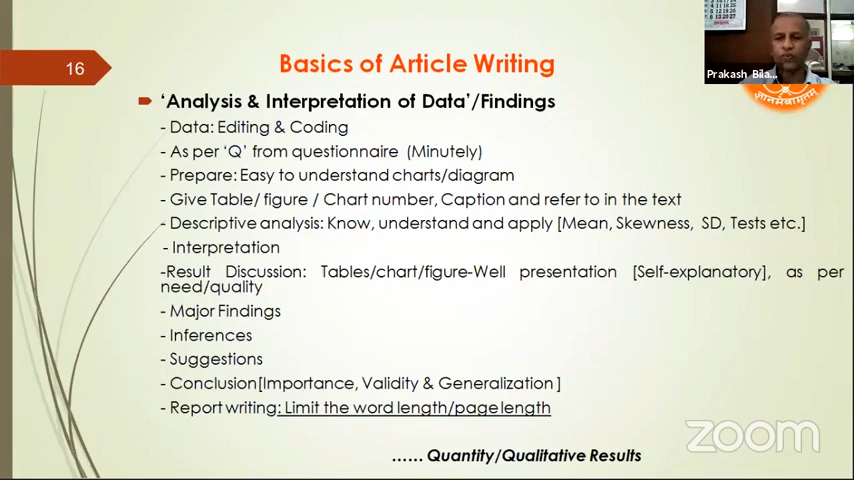 16
Basics of Article Writing
Prakash Bila...
ज्ञानमेवामृतम्
‘Analysis & Interpretation of Data’/Findings
- Data: Editing & Coding
- As per ‘Q’ from questionnaire (Minutely)
- Prepare: Easy to understand charts/diagram
- Give Table/ figure / Chart number, Caption and refer to in the text
- Descriptive analysis: Know, understand and apply [Mean, Skewness, SD, Tests etc.]
- Interpretation
-Result Discussion: Tables/chart/figure-Well presentation [Self-explanatory], as per
need/quality
- Major Findings
- Inferences
- Suggestions
- Conclusion[Importance, Validity & Generalization ]
- Report writing: Limit the word length/page length
...... Quantity/Qualitative Results
zoom